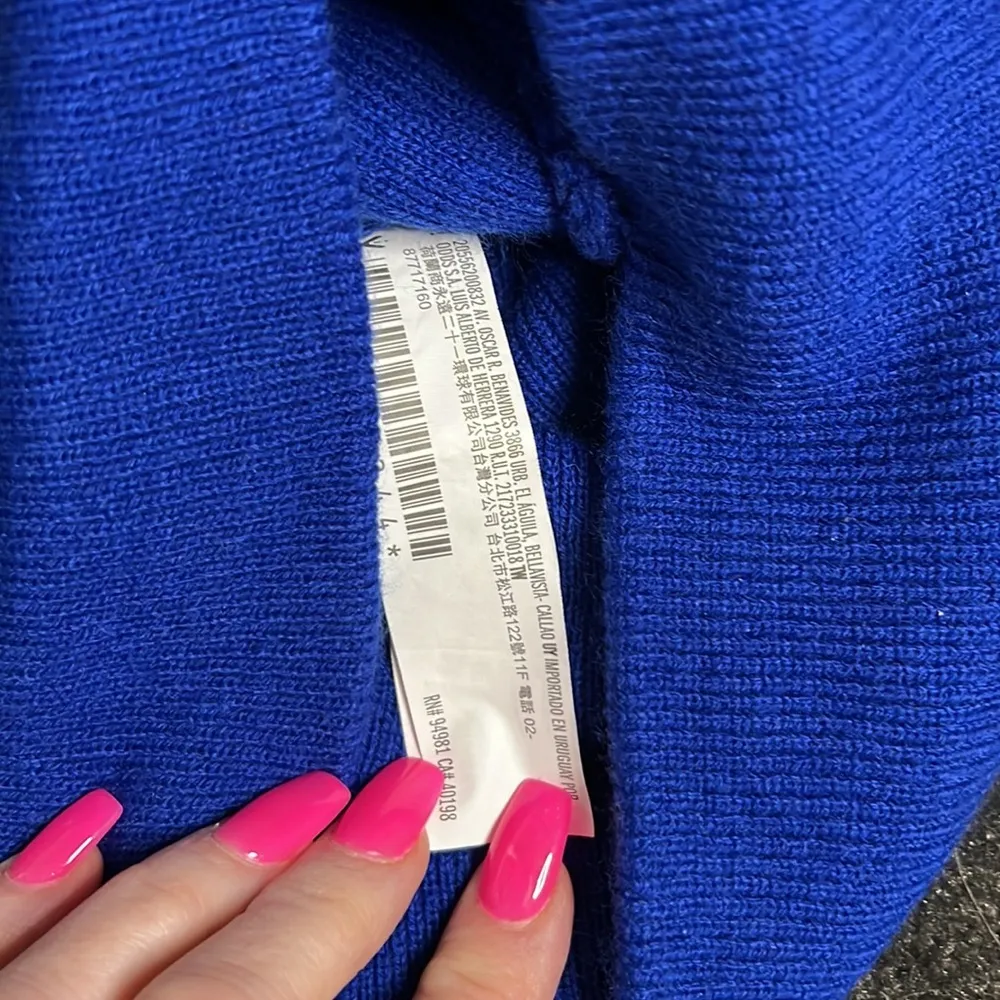 20556200832 AV. OSCAR R. BENAVIDES 3866 URB. EL ÁGUILA, BELLAVISTA- CALLAO UY IMPORTADO EN URUGUAY POR
ODDS S.A. LUIS ALBERTO DE HERRERA 1290 R.U.T. 217233310018 TW
荷蘭商永遠二十一環球有限公司台灣分公司 台北市松江路122號11F 電話 02-
87717160
44*
RN# 94981 CA# 40198